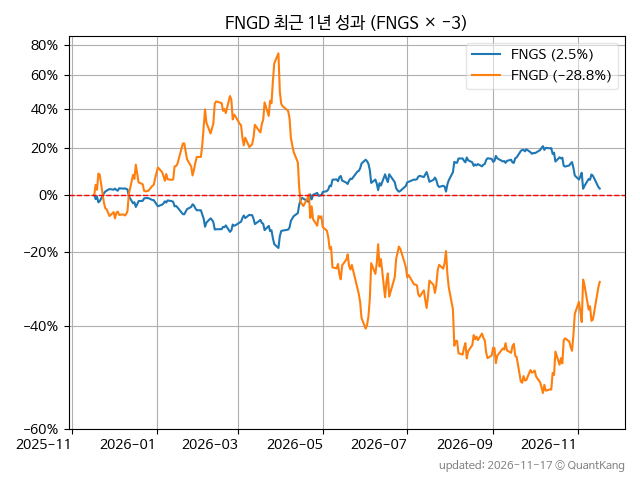 FNGD 최근 1년 성과 (FNGS × −3)
FNGS (2.5%)
FNGD (−28.8%)
80%
60%
40%
20%
0%
−20%
−40%
−60%
2025-11 2026-01 2026-03 2026-05 2026-07 2026-09 2026-11
updated: 2026-11-17 © QuantKang